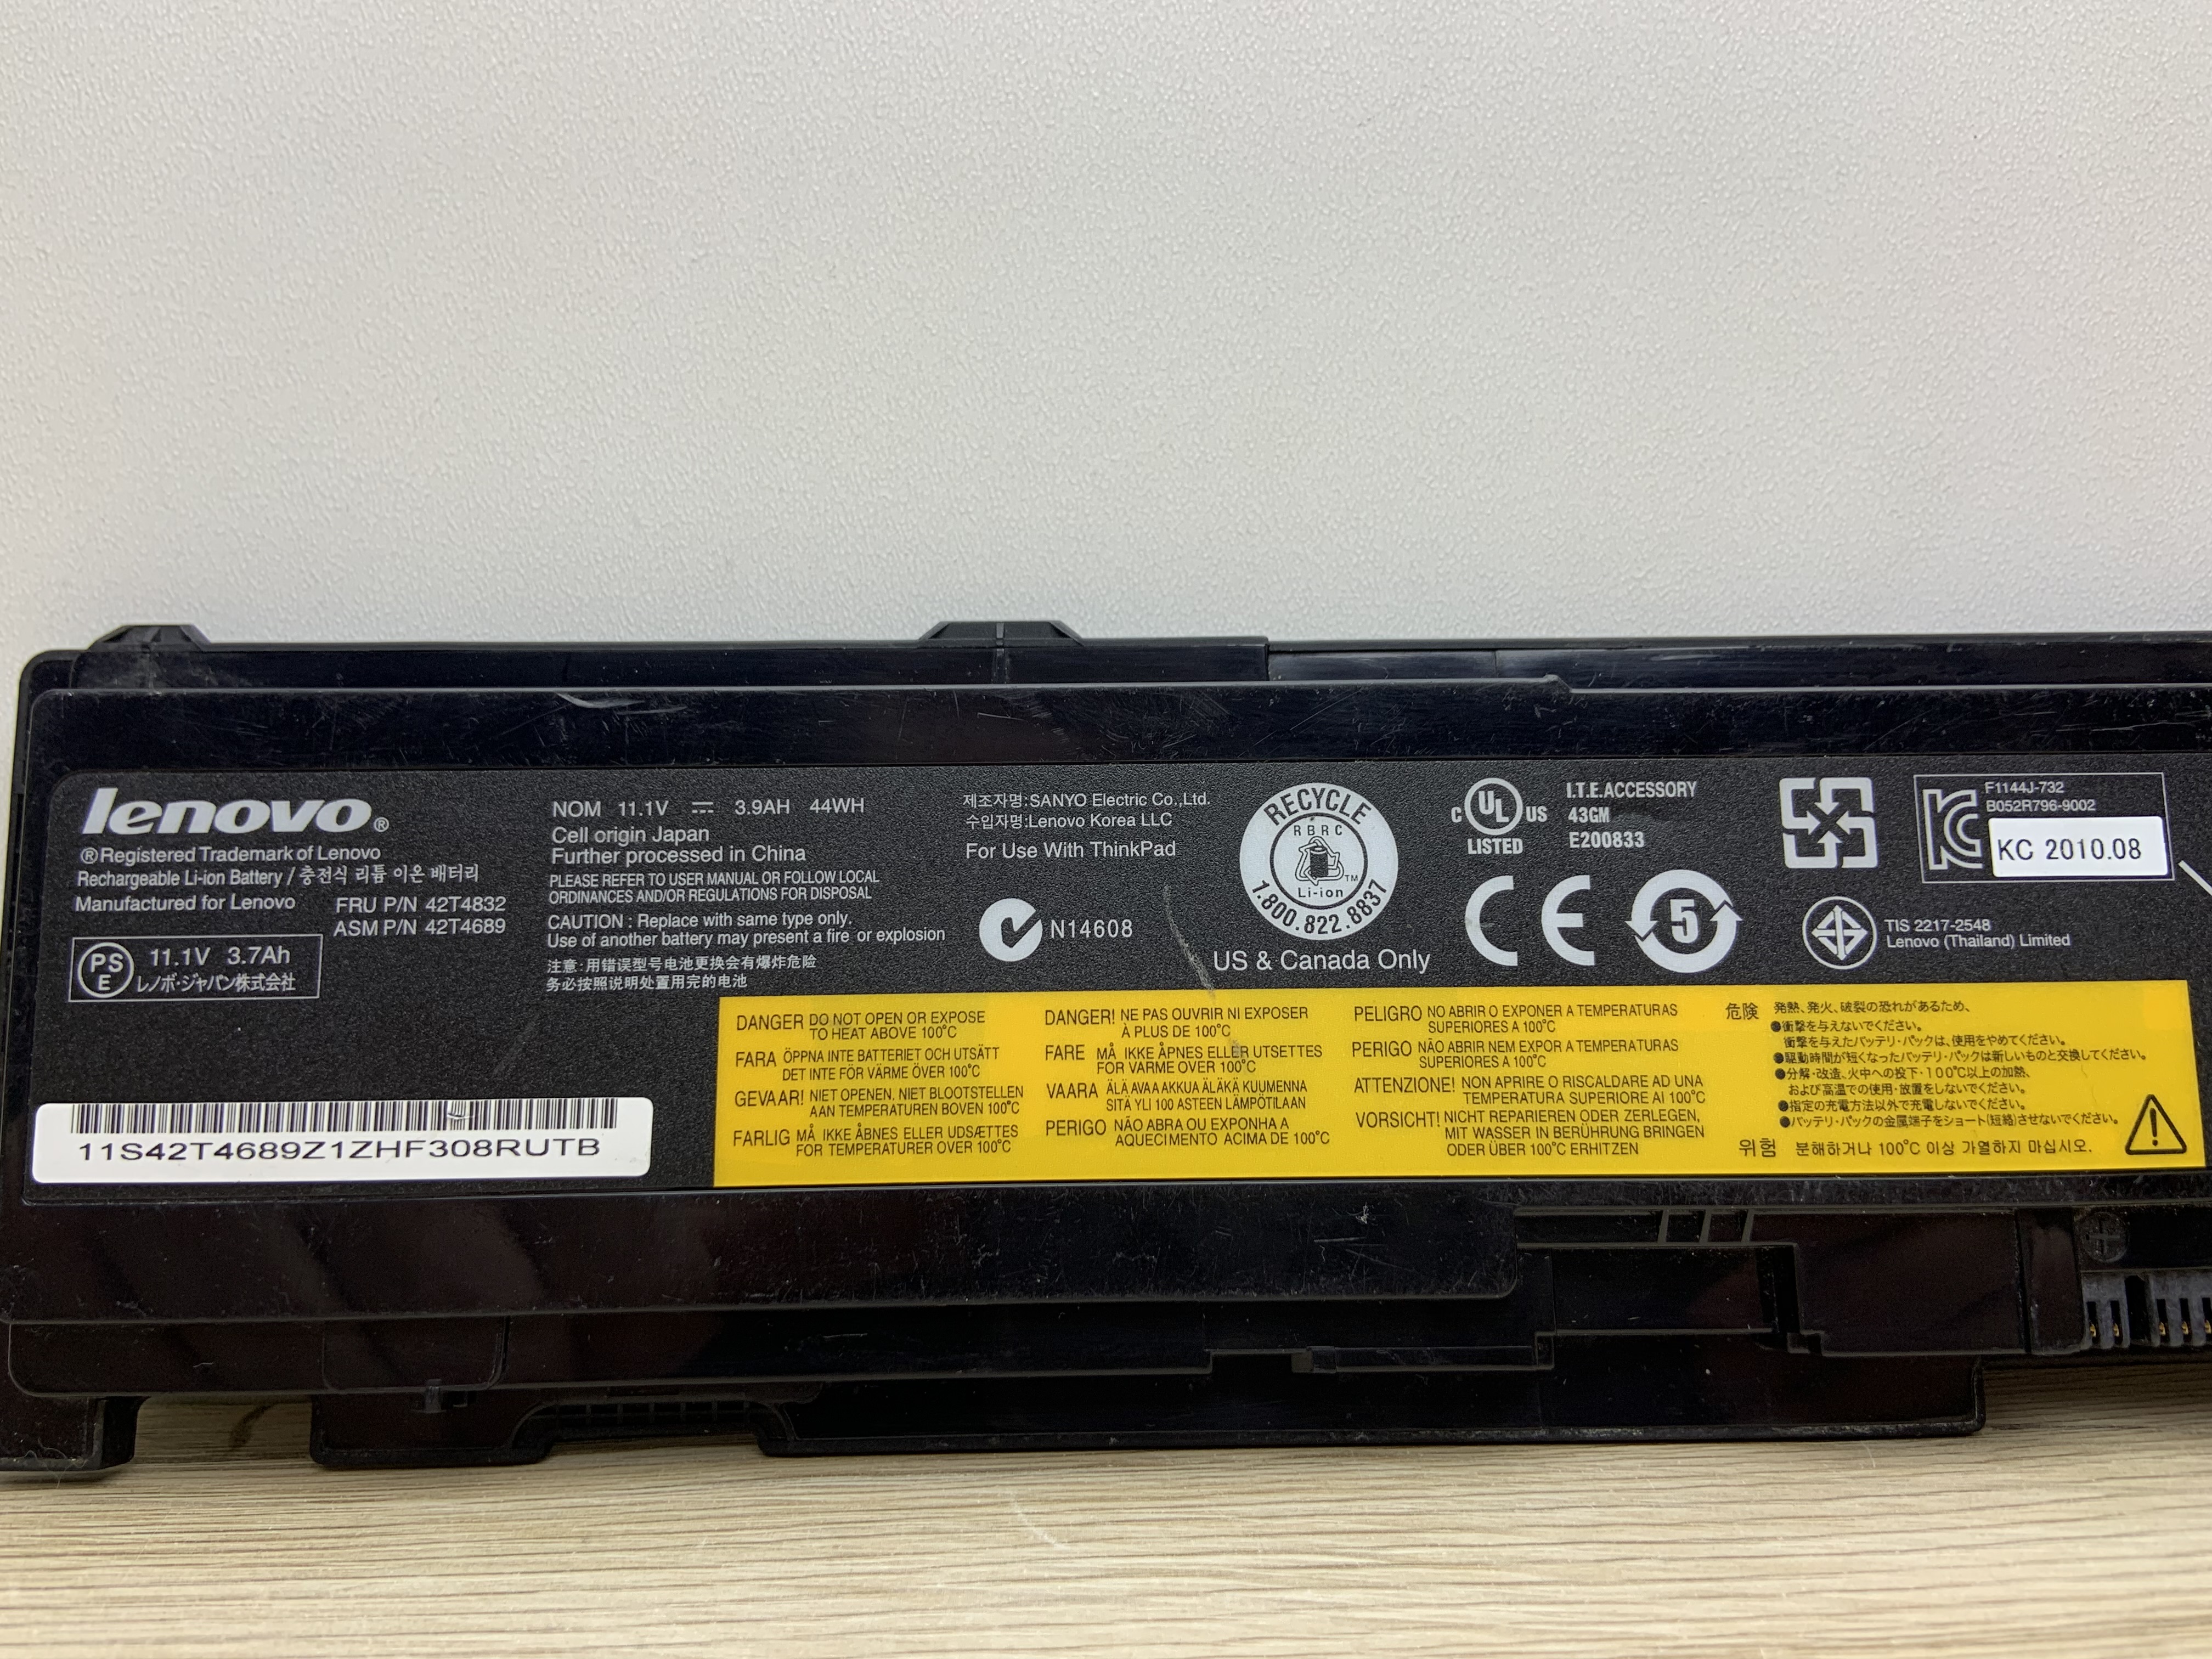 lenovo®
®Registered Trademark of Lenovo
Rechargeable Li-ion Battery / 충전식 리튬 이온 배터리
Manufactured for Lenovo
FRU P/N 42T4832
ASM P/N 42T4689
PS
E
11.1V 3.7Ah
レノボ・ジャパン株式会社
11S42T4689Z1ZHF308RUTB
NOM 11.1V 3.9AH 44WH
Cell origin Japan
Further processed in China
PLEASE REFER TO USER MANUAL OR FOLLOW LOCAL
ORDINANCES AND/OR REGULATIONS FOR DISPOSAL
CAUTION : Replace with same type only.
Use of another battery may present a fire or explosion
注意:用错误型号电池更换会有爆炸危险
务必按照说明处置用完的电池
제조자명:SANYO Electric Co.,Ltd.
수입자명:Lenovo Korea LLC
For Use With ThinkPad
N14608
RECYCLE
RBRC
TM
Li-ion
1.800.822.8837
US & Canada Only
C UL US
LISTED
I.T.E.ACCESSORY
43GM
E200833
CE
5
KC
F1144J-732
B052R796-9002
KC 2010.08
TIS 2217-2548
Lenovo (Thailand) Limited
DANGER DO NOT OPEN OR EXPOSE
TO HEAT ABOVE 100°C
FARA ÖPPNA INTE BATTERIET OCH UTSÄTT
DET INTE FÖR VÄRME ÖVER 100°C
GEVAAR! NIET OPENEN. NIET BLOOTSTELLEN
AAN TEMPERATUREN BOVEN 100°C
FARLIG MÅ IKKE ÅBNES ELLER UDSÆTTES
FOR TEMPERATURER OVER 100°C
DANGER! NE PAS OUVRIR NI EXPOSER
À PLUS DE 100°C
FARE MÅ IKKE ÅPNES ELLER UTSETTES
FOR VARME OVER 100°C
VAARA ÄLÄ AVAA AKKUA ÄLÄKÄ KUUMENNA
SITÄ YLI 100 ASTEEN LÄMPÖTILAAN
PERIGO NÃO ABRA OU EXPONHA A
AQUECIMENTO ACIMA DE 100°C
PELIGRO NO ABRIR O EXPONER A TEMPERATURAS
SUPERIORES A 100°C
PERIGO NÃO ABRIR NEM EXPOR A TEMPERATURAS
SUPERIORES A 100°C
ATTENZIONE! NON APRIRE O RISCALDARE AD UNA
TEMPERATURA SUPERIORE AI 100°C
VORSICHT! NICHT REPARIEREN ODER ZERLEGEN,
MIT WASSER IN BERÜHRUNG BRINGEN
ODER ÜBER 100°C ERHITZEN
危険 発熱、発火、破裂の恐れがあるため、
●衝撃を与えないでください。
衝撃を与えたバッテリ・パックは、使用をやめてください。
●駆動時間が短くなったバッテリ・パックは新しいものと交換してください。
●分解・改造、火中への投下・100℃以上の加熱、
および高温での使用・放置をしないでください。
●指定の充電方法以外で充電しないでください。
●バッテリ・パックの金属端子をショート(短絡)させないでください。
위험 분해하거나 100°C 이상 가열하지 마십시오.